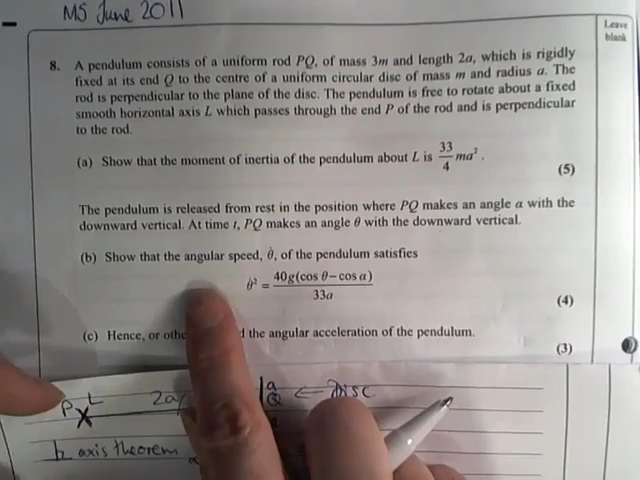 MS June 2011
Leave
blank
8. A pendulum consists of a uniform rod PQ, of mass 3m and length 2a, which is rigidly
fixed at its end Q to the centre of a uniform circular disc of mass m and radius a. The
rod is perpendicular to the plane of the disc. The pendulum is free to rotate about a fixed
smooth horizontal axis L which passes through the end P of the rod and is perpendicular
to the rod.
(a) Show that the moment of inertia of the pendulum about L is 33/4 ma².
(5)
The pendulum is released from rest in the position where PQ makes an angle α with the
downward vertical. At time t, PQ makes an angle θ with the downward vertical.
(b) Show that the angular speed, θ̇, of the pendulum satisfies
θ̇² = 40g(cos θ − cos α) / 33a
(4)
(c) Hence, or othe d the angular acceleration of the pendulum.
(3)
P L 2a a Q ← Disc
axis theorem